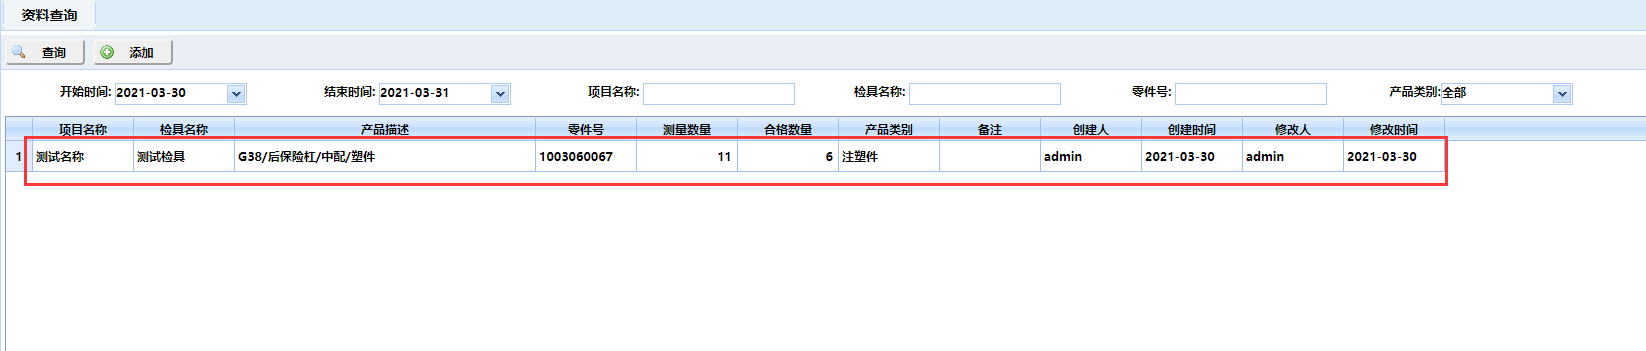 资料查询
查询 添加
开始时间: 2021-03-30 结束时间: 2021-03-31 项目名称: 检具名称: 零件号: 产品类别: 全部
项目名称 检具名称 产品描述 零件号 测量数量 合格数量 产品类别 备注 创建人 创建时间 修改人 修改时间
1 测试名称 测试检具 G38/后保险杠/中配/塑件 1003060067 11 6 注塑件 admin 2021-03-30 admin 2021-03-30